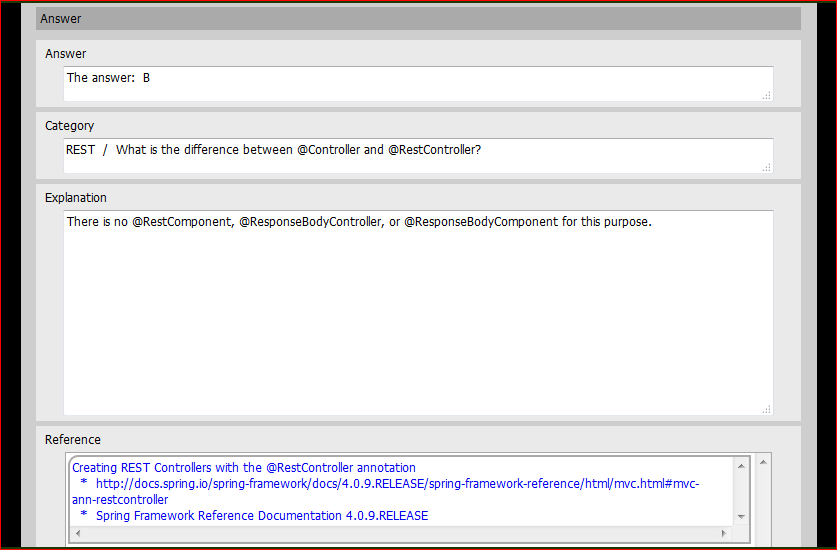 Answer
Answer
The answer:  B
Category
REST  /  What is the difference between @Controller and @RestController?
Explanation
There is no @RestComponent, @ResponseBodyController, or @ResponseBodyComponent for this purpose.
Reference
Creating REST Controllers with the @RestController annotation
*  http://docs.spring.io/spring-framework/docs/4.0.9.RELEASE/spring-framework-reference/html/mvc.html#mvc-
ann-restcontroller
*  Spring Framework Reference Documentation 4.0.9.RELEASE